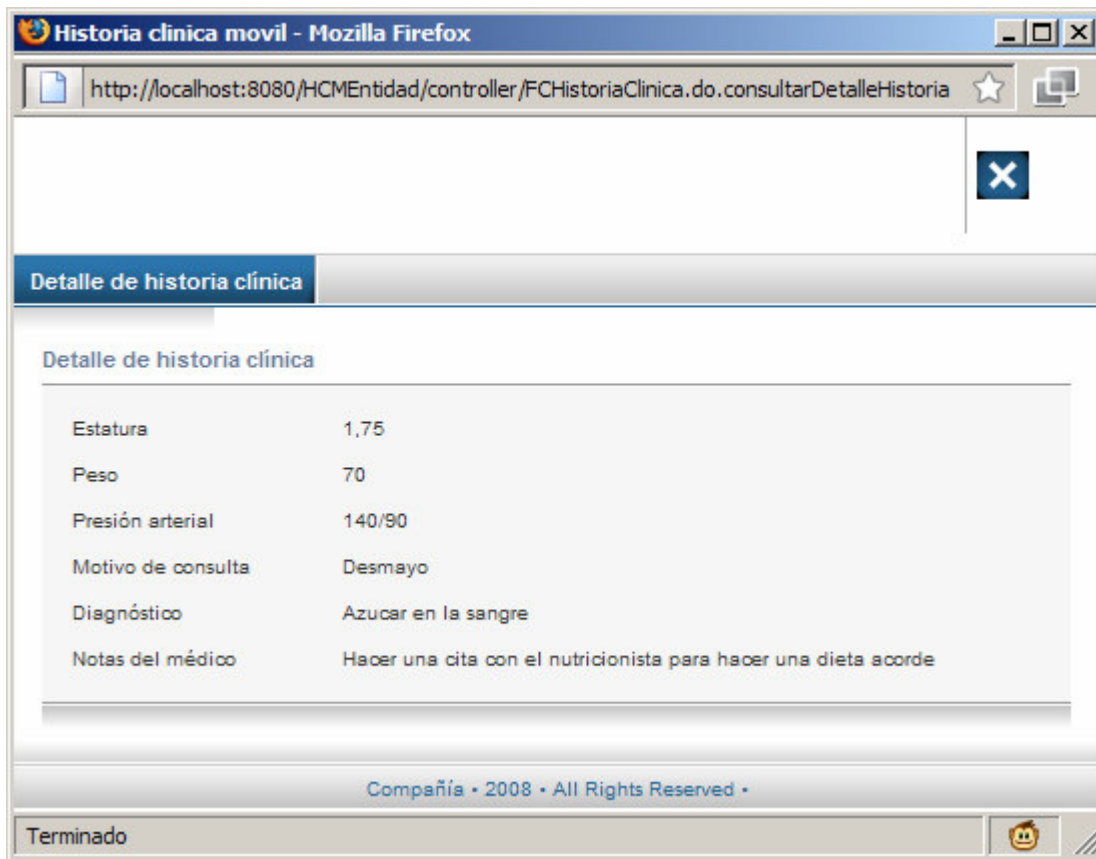 Historia clinica movil - Mozilla Firefox
http://localhost:8080/HCMEntidad/controller/FCHistoriaClinica.do.consultarDetalleHistoria
Detalle de historia clínica
Detalle de historia clínica
Estatura 1,75
Peso 70
Presión arterial 140/90
Motivo de consulta Desmayo
Diagnóstico Azucar en la sangre
Notas del médico Hacer una cita con el nutricionista para hacer una dieta acorde
Compañía • 2008 • All Rights Reserved •
Terminado